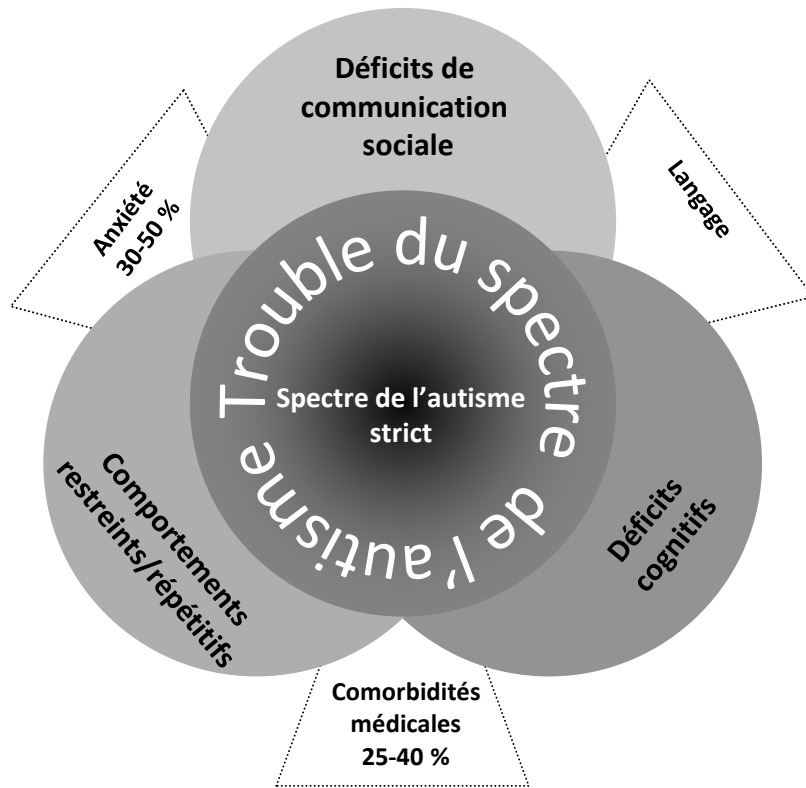 Déficits de
communication
sociale
Anxiété
30-50 %
Langage
Trouble du spectre de l’autisme
Spectre de l’autisme
strict
Comportements
restreints/répétitifs
Déficits
cognitifs
Comorbidités
médicales
25-40 %